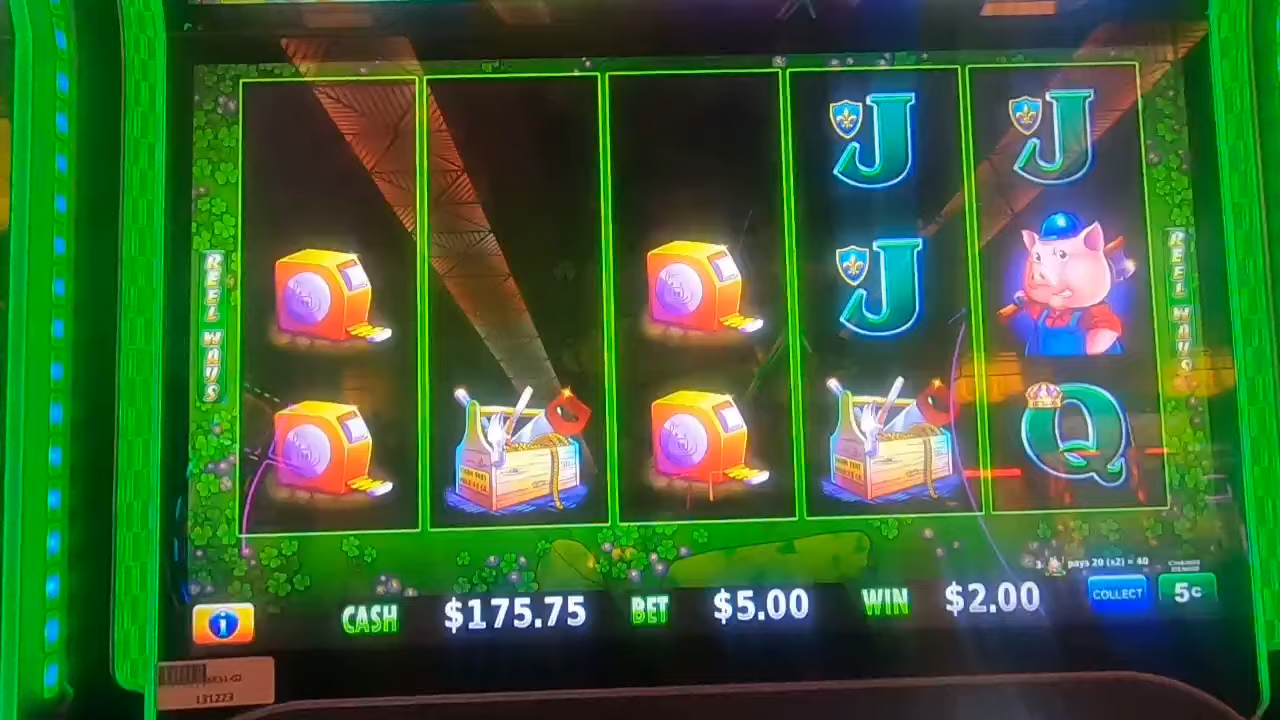 J
J
J
Q
REEL WAYS
REEL WAYS
pays 20 (x2) = 40
CASH $175.75 BET $5.00 WIN $2.00 COLLECT 5¢
131223